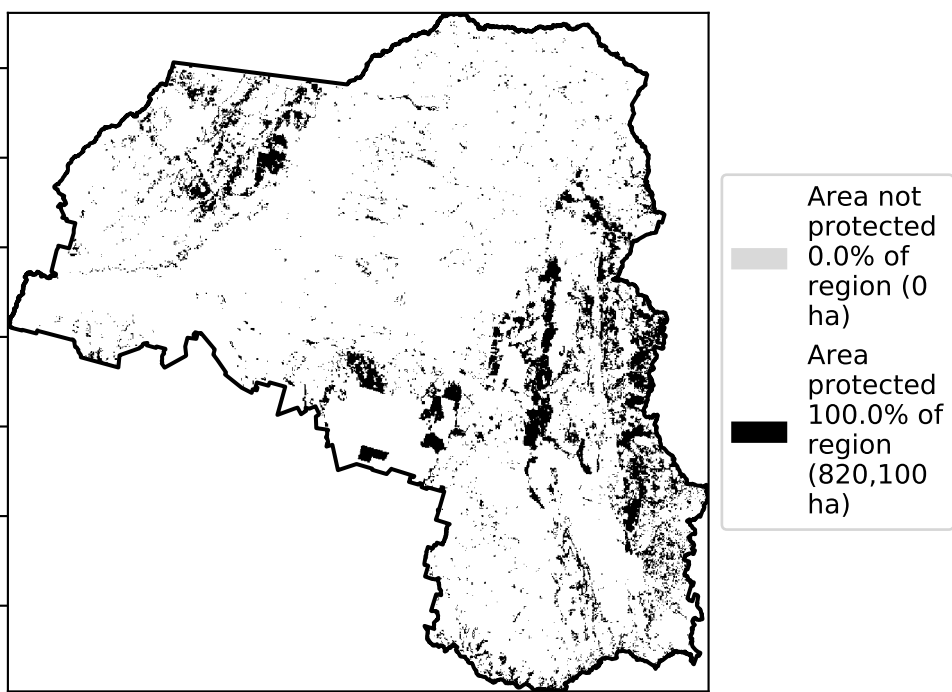 Area not
protected
0.0% of
region (0
ha)
Area
protected
100.0% of
region
(820,100
ha)